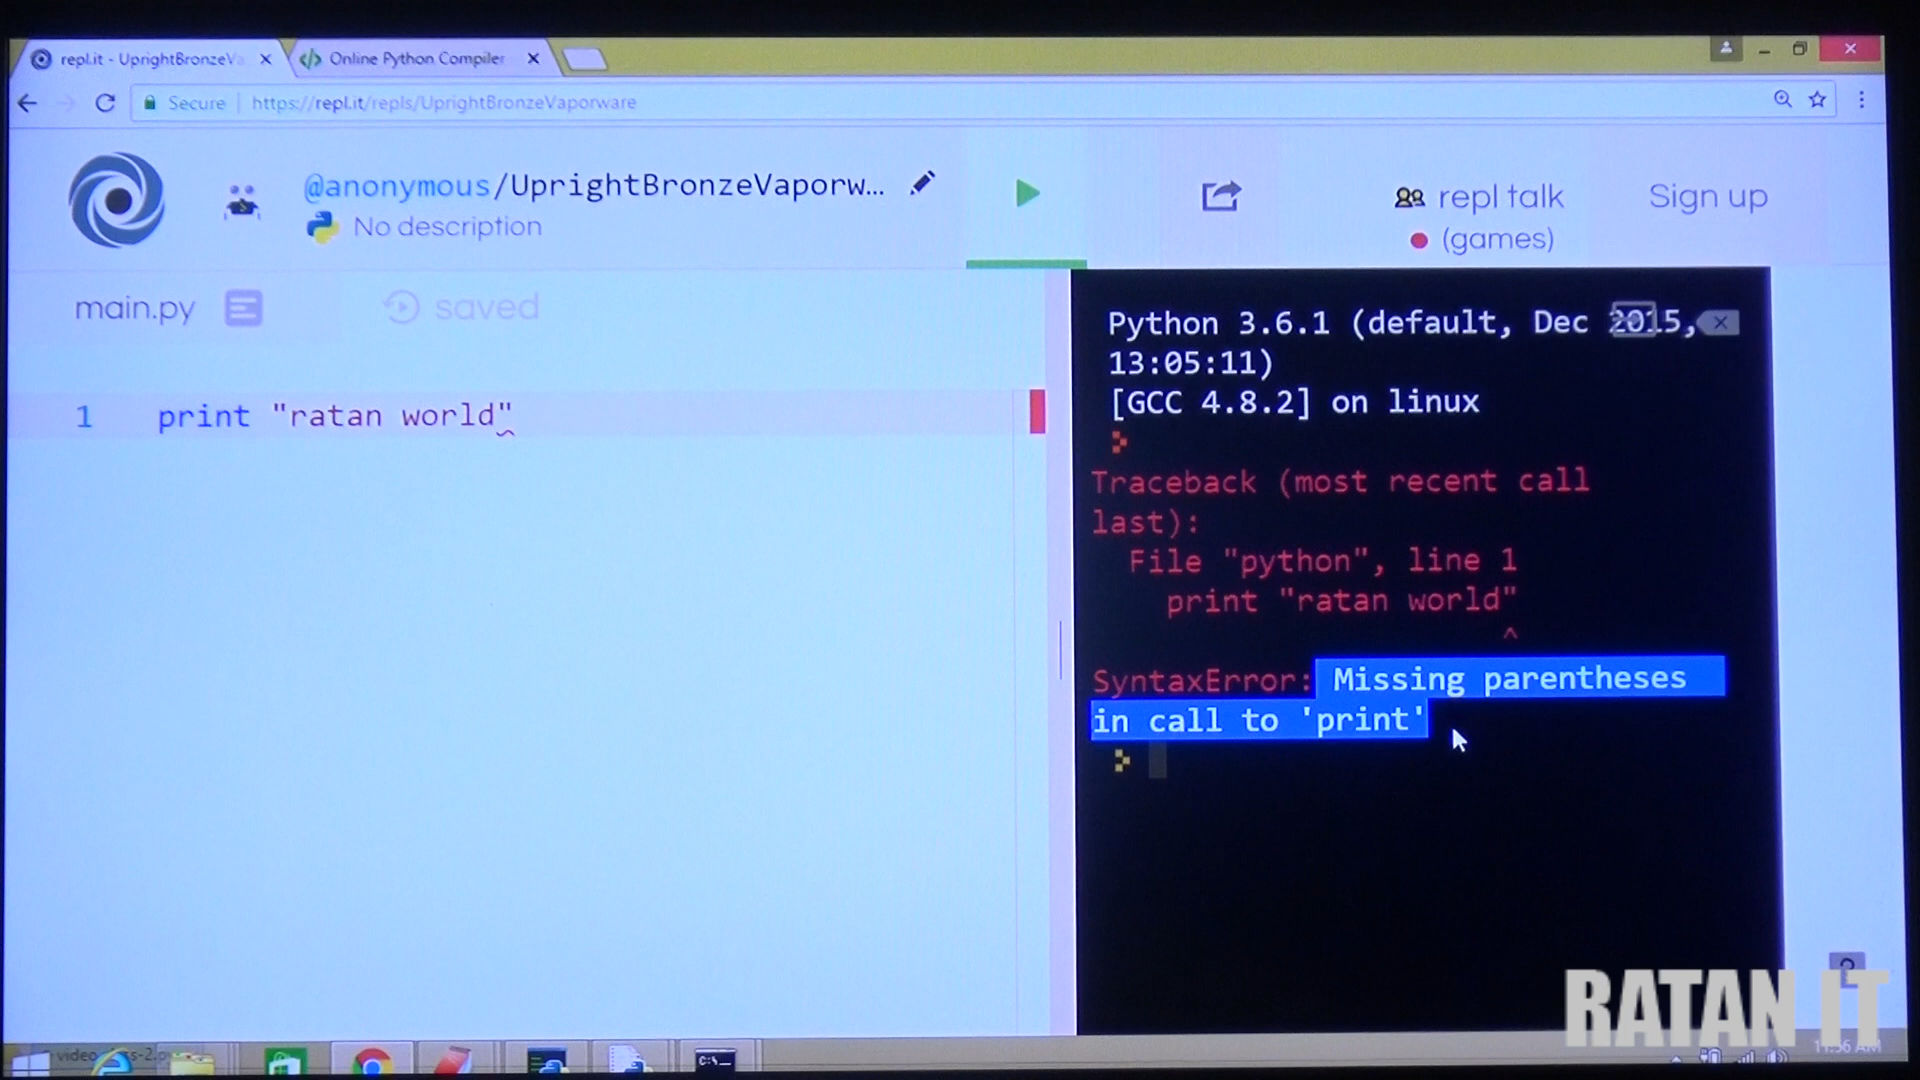 repl.it - UprightBronzeVa
Online Python Compiler
Secure
https://repl.it/repls/UprightBronzeVaporware
@anonymous/UprightBronzeVaporw...
No description
repl talk
(games)
Sign up
main.py
saved
1 print "ratan world"
Python 3.6.1 (default, Dec 2015,
13:05:11)
[GCC 4.8.2] on linux
Traceback (most recent call
last):
File "python", line 1
print "ratan world"
^
SyntaxError: Missing parentheses
in call to 'print'
RATAN IT